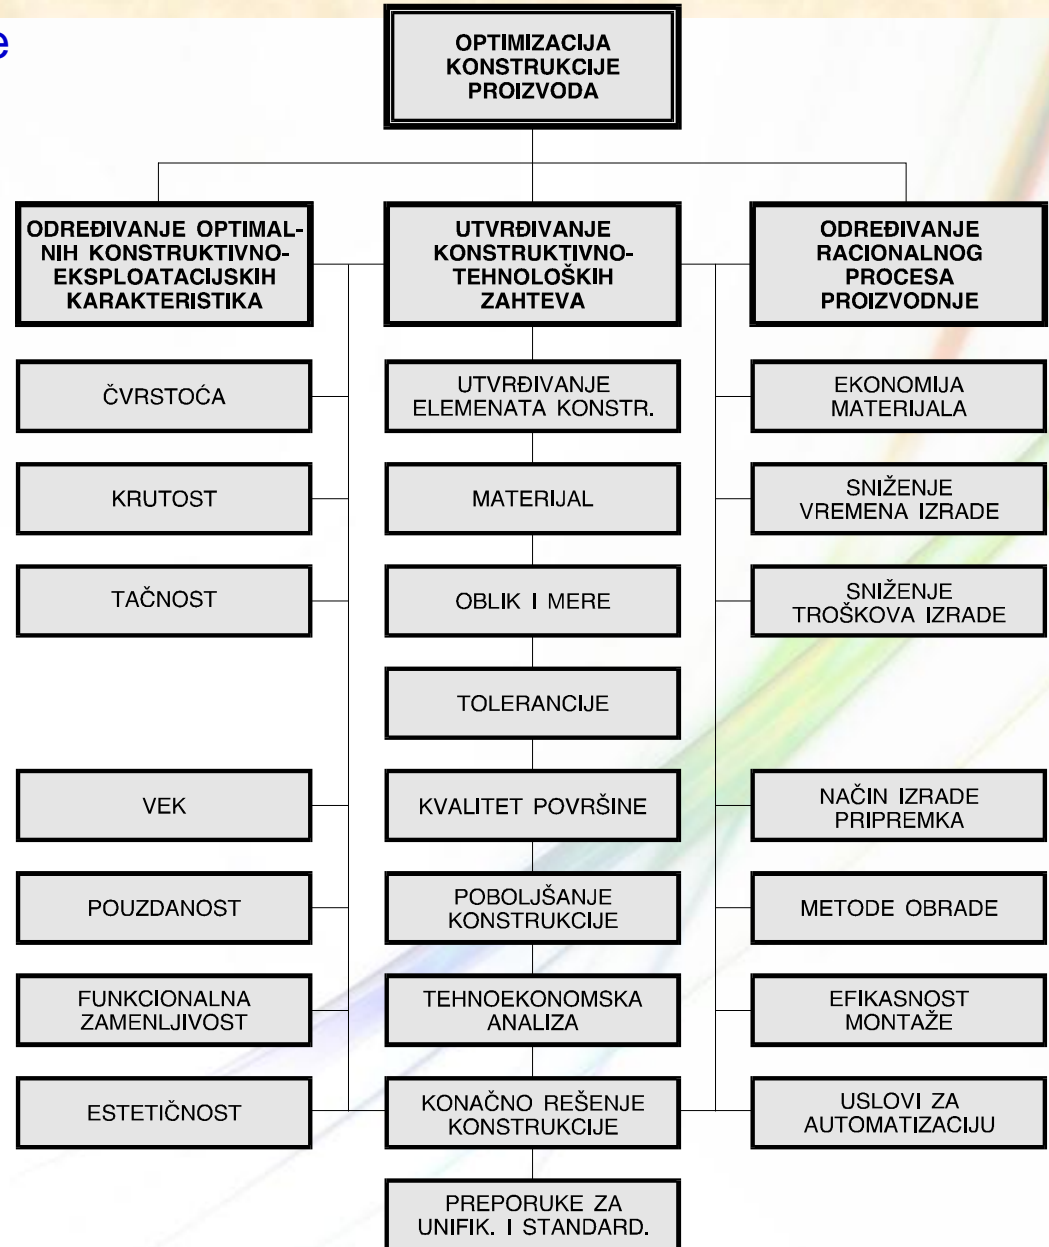 e
OPTIMIZACIJA
KONSTRUKCIJE
PROIZVODA
ODREĐIVANJE OPTIMAL-
NIH KONSTRUKTIVNO-
EKSPLOATACIJSKIH
KARAKTERISTIKA
ČVRSTOĆA
KRUTOST
TAČNOST
VEK
POUZDANOST
FUNKCIONALNA
ZAMENLJIVOST
ESTETIČNOST
UTVRĐIVANJE
KONSTRUKTIVNO-
TEHNOLOŠKIH
ZAHTEVA
UTVRĐIVANJE
ELEMENATA KONSTR.
MATERIJAL
OBLIK I MERE
TOLERANCIJE
KVALITET POVRŠINE
POBOLJŠANJE
KONSTRUKCIJE
TEHNOEKONOMSKA
ANALIZA
KONAČNO REŠENJE
KONSTRUKCIJE
PREPORUKE ZA
UNIFIK. I STANDARD.
ODREĐIVANJE
RACIONALNOG
PROCESA
PROIZVODNJE
EKONOMIJA
MATERIJALA
SNIŽENJE
VREMENA IZRADE
SNIŽENJE
TROŠKOVA IZRADE
NAČIN IZRADE
PRIPREMKA
METODE OBRADE
EFIKASNOST
MONTAŽE
USLOVI ZA
AUTOMATIZACIJU